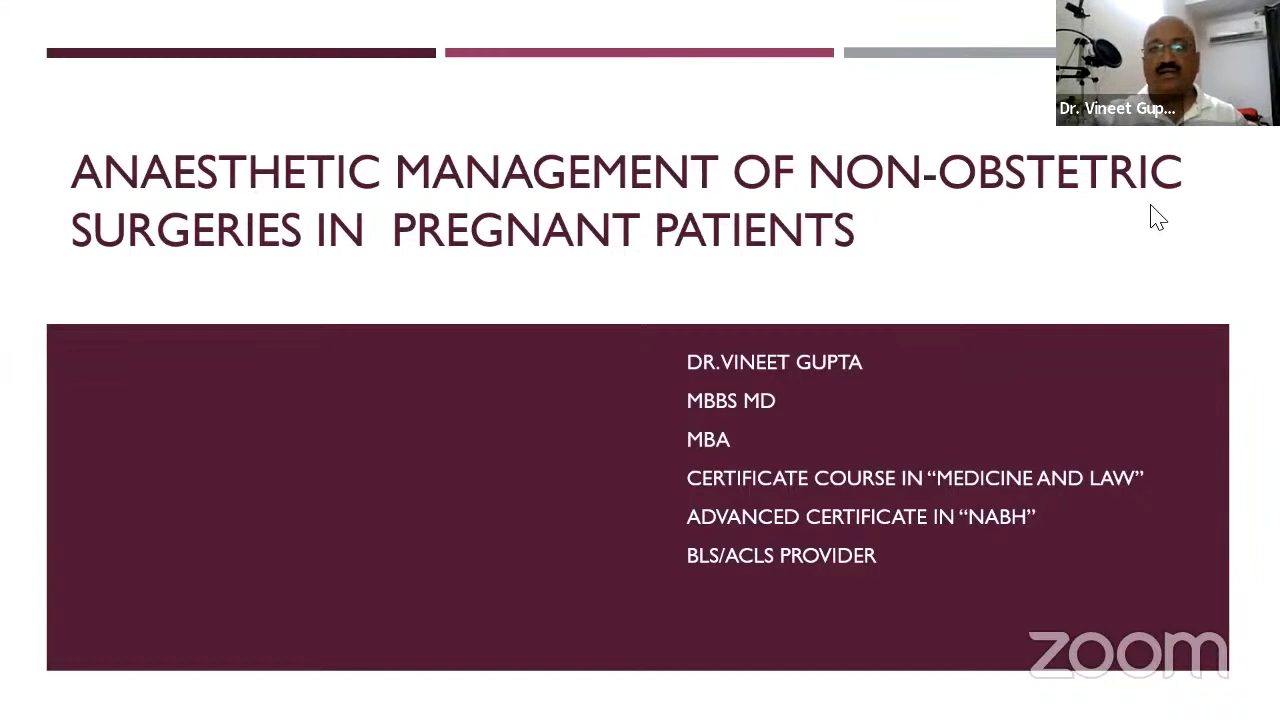 Dr. Vineet Gup...
ANAESTHETIC MANAGEMENT OF NON-OBSTETRIC
SURGERIES IN PREGNANT PATIENTS
DR.VINEET GUPTA
MBBS MD
MBA
CERTIFICATE COURSE IN “MEDICINE AND LAW”
ADVANCED CERTIFICATE IN “NABH”
BLS/ACLS PROVIDER
zoom